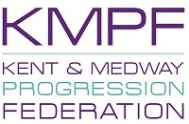 KMPF
KENT & MEDWAY
PROGRESSION
FEDERATION